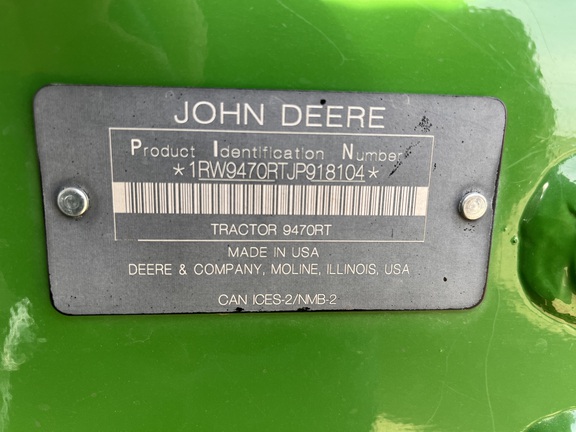 JOHN DEERE
Product Identification Number
*1RW9470RTJP918104*
TRACTOR 9470RT
MADE IN USA
DEERE & COMPANY, MOLINE, ILLINOIS, USA
CAN ICES-2/NMB-2